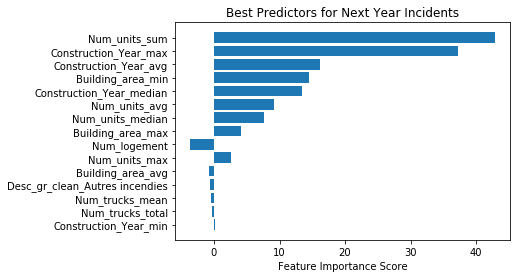 Best Predictors for Next Year Incidents
Num_units_sum
Construction_Year_max
Construction_Year_avg
Building_area_min
Construction_Year_median
Num_units_avg
Num_units_median
Building_area_max
Num_logement
Num_units_max
Building_area_avg
Desc_gr_clean_Autres incendies
Num_trucks_mean
Num_trucks_total
Construction_Year_min
0 10 20 30 40
Feature Importance Score